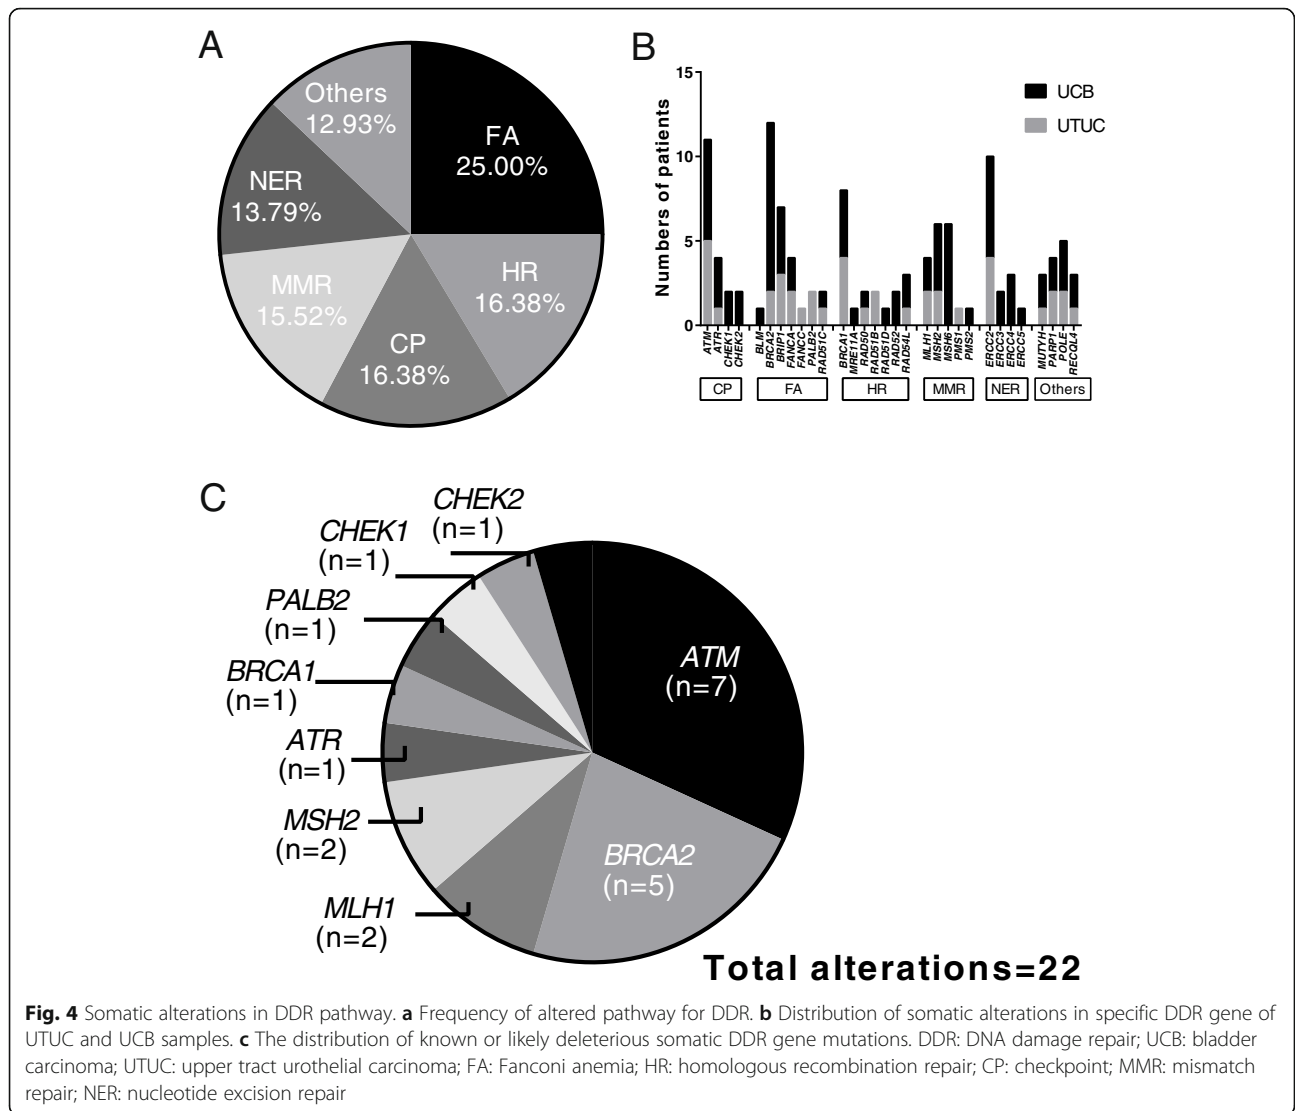 A
Others
12.93%
FA
25.00%
NER
13.79%
HR
16.38%
MMR
15.52%
CP
16.38%
B
Numbers of patients
15
10
5
0
UCB
UTUC
ATM
ATR
CHEK1
CHEK2
BLM
BRCA2
BRIP1
FANCA
FANCC
PALB2
RAD51C
BRCA1
MRE11A
RAD50
RAD51B
RAD51D
RAD52
RAD54L
MLH1
MSH2
MSH6
PMS1
PMS2
ERCC2
ERCC3
ERCC4
ERCC5
MUTYH
PARP1
POLE
RECQL4
CP FA HR MMR NER Others
C
CHEK2
(n=1)
CHEK1
(n=1)
PALB2
(n=1)
BRCA1
(n=1)
ATR
(n=1)
MSH2
(n=2)
MLH1
(n=2)
ATM
(n=7)
BRCA2
(n=5)
Total alterations=22
Fig. 4 Somatic alterations in DDR pathway. a Frequency of altered pathway for DDR. b Distribution of somatic alterations in specific DDR gene of
UTUC and UCB samples. c The distribution of known or likely deleterious somatic DDR gene mutations. DDR: DNA damage repair; UCB: bladder
carcinoma; UTUC: upper tract urothelial carcinoma; FA: Fanconi anemia; HR: homologous recombination repair; CP: checkpoint; MMR: mismatch
repair; NER: nucleotide excision repair